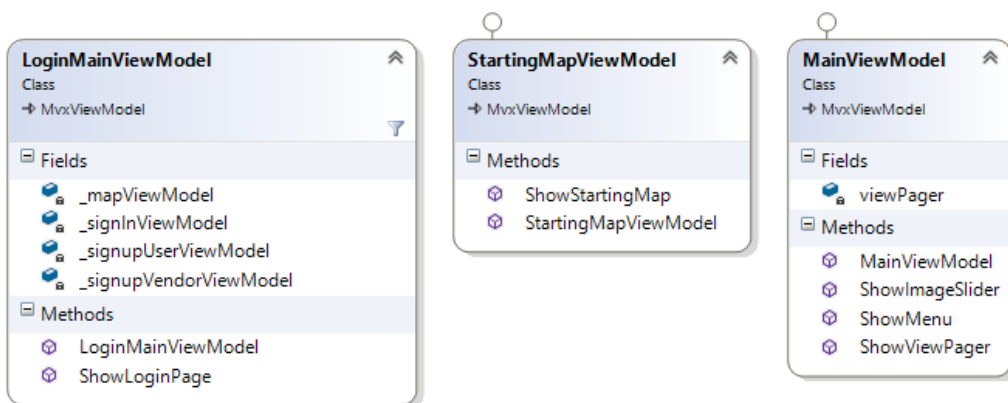 LoginMainViewModel
Class
MvxViewModel
Fields
_mapViewModel
_signInViewModel
_signupUserViewModel
_signupVendorViewModel
Methods
LoginMainViewModel
ShowLoginPage
StartingMapViewModel
Class
MvxViewModel
Methods
ShowStartingMap
StartingMapViewModel
MainViewModel
Class
MvxViewModel
Fields
viewPager
Methods
MainViewModel
ShowImageSlider
ShowMenu
ShowViewPager